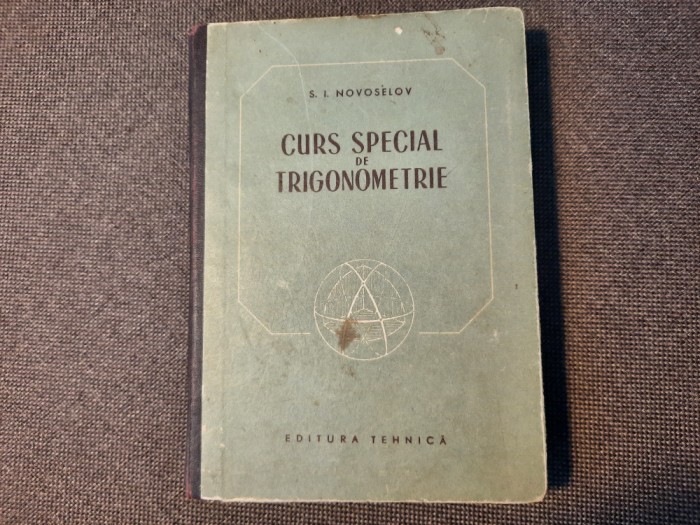 S. I. NOVOSELOV
CURS SPECIAL
DE
TRIGONOMETRIE
EDITURA TEHNICĂ